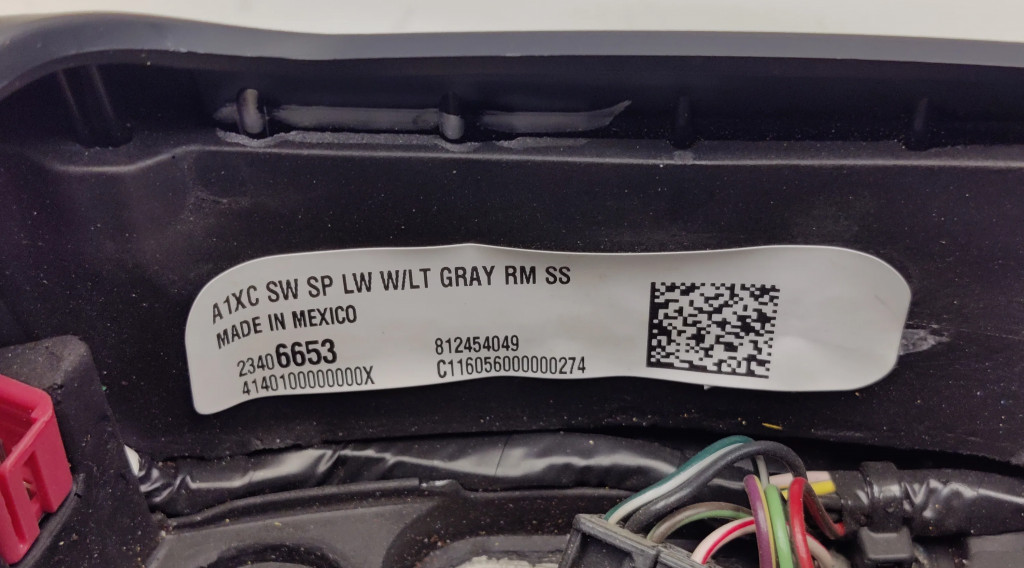 A1XC SW SP LW W/LT GRAY RM SS
MADE IN MEXICO
23406653
4140100000000X
812454049
C116056000000274